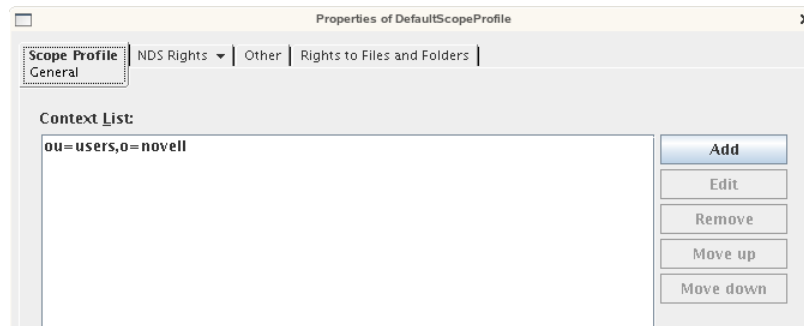 Properties of DefaultScopeProfile
Scope Profile NDS Rights Other Rights to Files and Folders
General
Context List:
ou=users,o=novell
Add
Edit
Remove
Move up
Move down